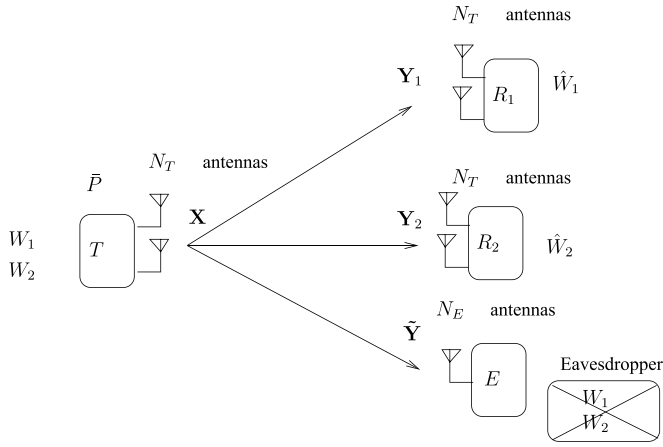 N_T antennas
Y_1
R_1
Ŵ_1
N_T antennas
P̄
X
W_1
W_2
T
N_T antennas
Y_2
R_2
Ŵ_2
N_E antennas
Ỹ
E
Eavesdropper
W_1
W_2